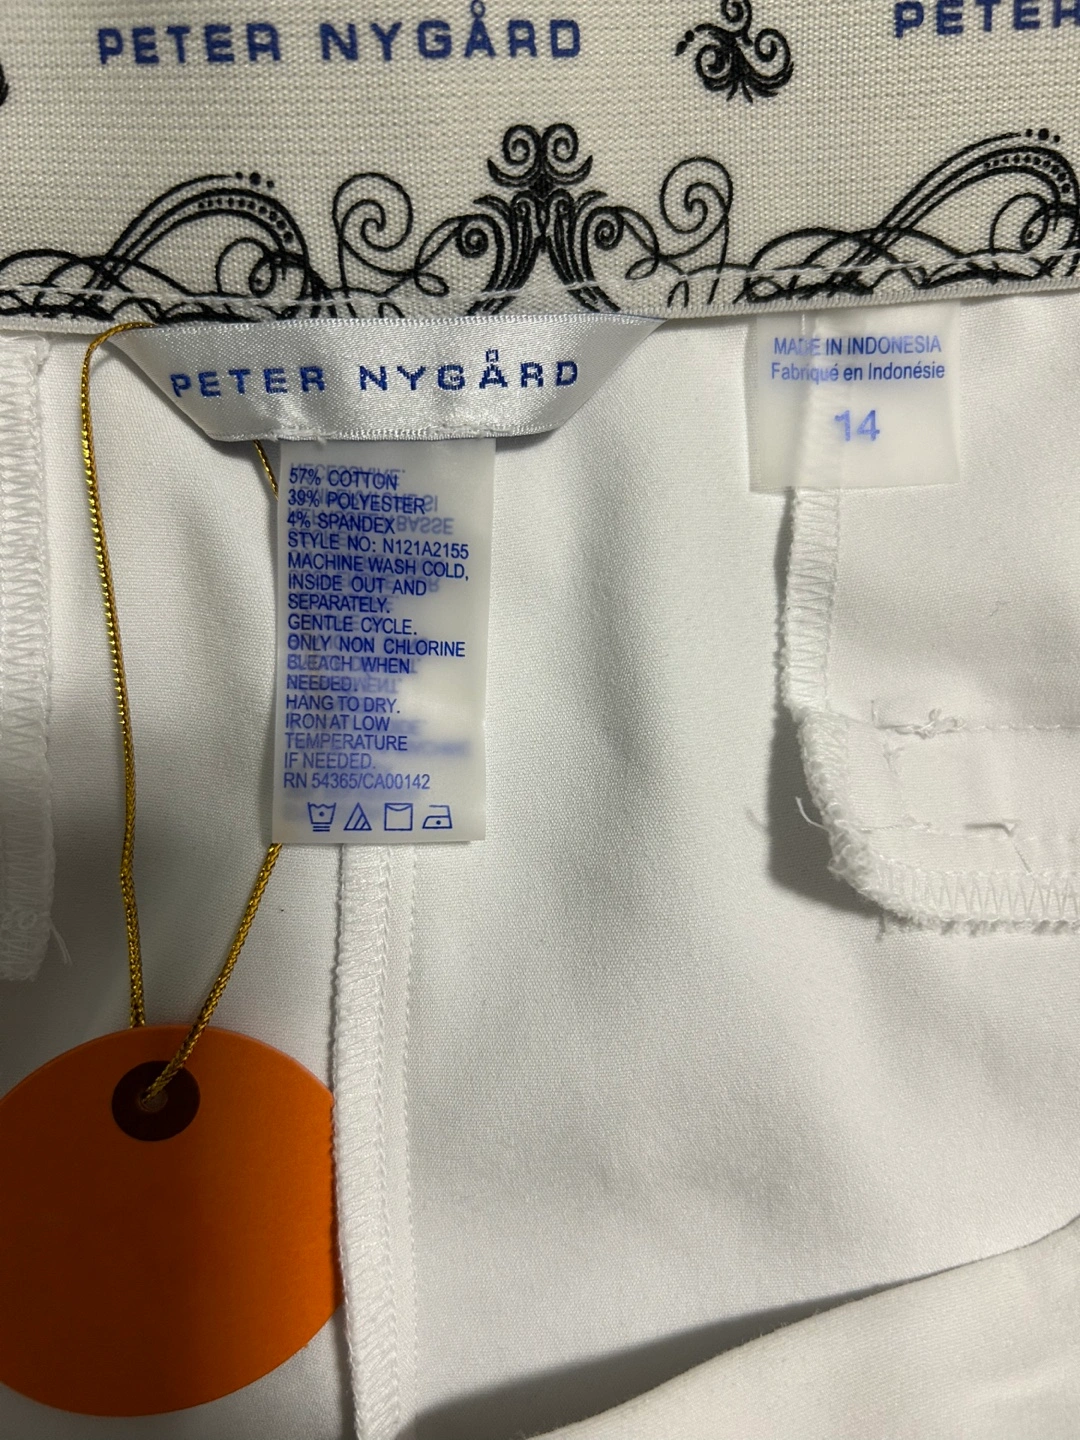 PETER NYGÅRD
PETER
PETER NYGÅRD
MADE IN INDONESIA
Fabriqué en Indonésie
14
57% COTTON
39% POLYESTER
4% SPANDEX
STYLE NO: N121A2155
MACHINE WASH COLD,
INSIDE OUT AND
SEPARATELY.
GENTLE CYCLE.
ONLY NON CHLORINE
BLEACH WHEN
NEEDED.
HANG TO DRY.
IRON AT LOW
TEMPERATURE
IF NEEDED.
RN 54365/CA00142